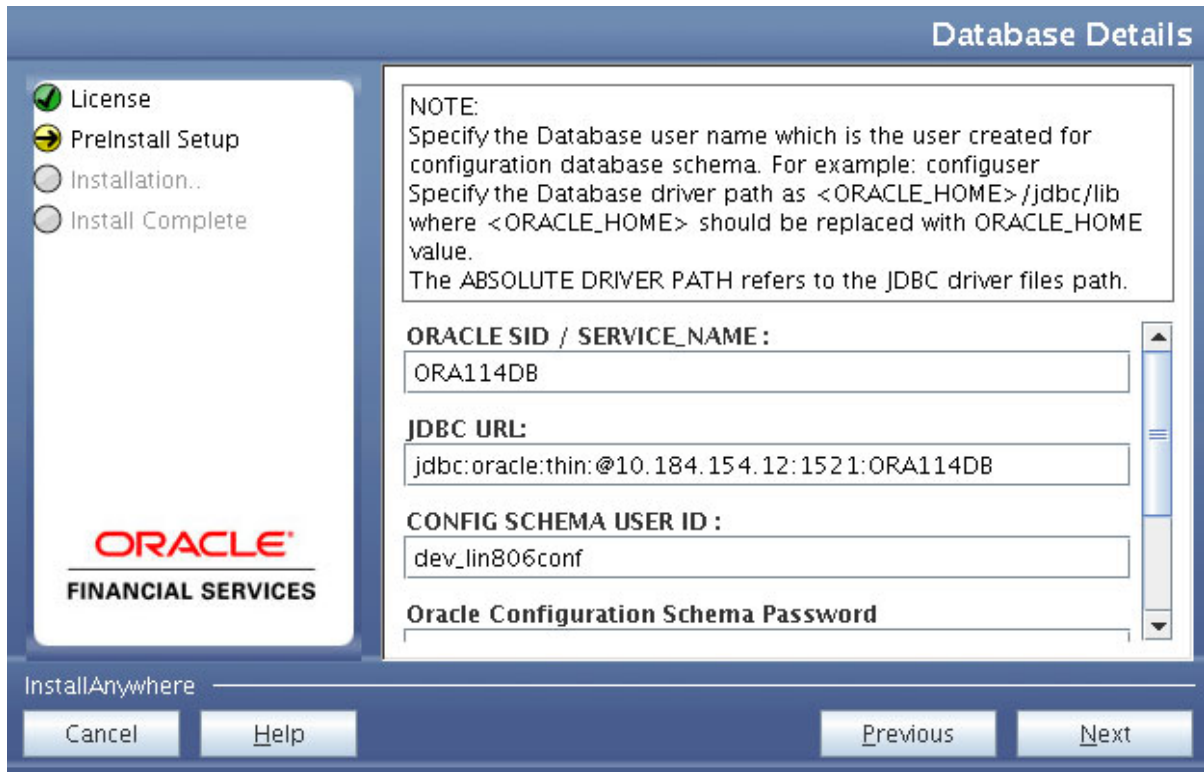 Database Details
License
PreInstall Setup
Installation..
Install Complete
ORACLE
FINANCIAL SERVICES
NOTE:
Specify the Database user name which is the user created for
configuration database schema. For example: configuser
Specify the Database driver path as <ORACLE_HOME>/jdbc/lib
where <ORACLE_HOME> should be replaced with ORACLE_HOME
value.
The ABSOLUTE DRIVER PATH refers to the JDBC driver files path.
ORACLE SID / SERVICE_NAME :
ORA114DB
JDBC URL:
jdbc:oracle:thin:@10.184.154.12:1521:ORA114DB
CONFIG SCHEMA USER ID :
dev_lin806conf
Oracle Configuration Schema Password
InstallAnywhere
Cancel
Help
Previous
Next